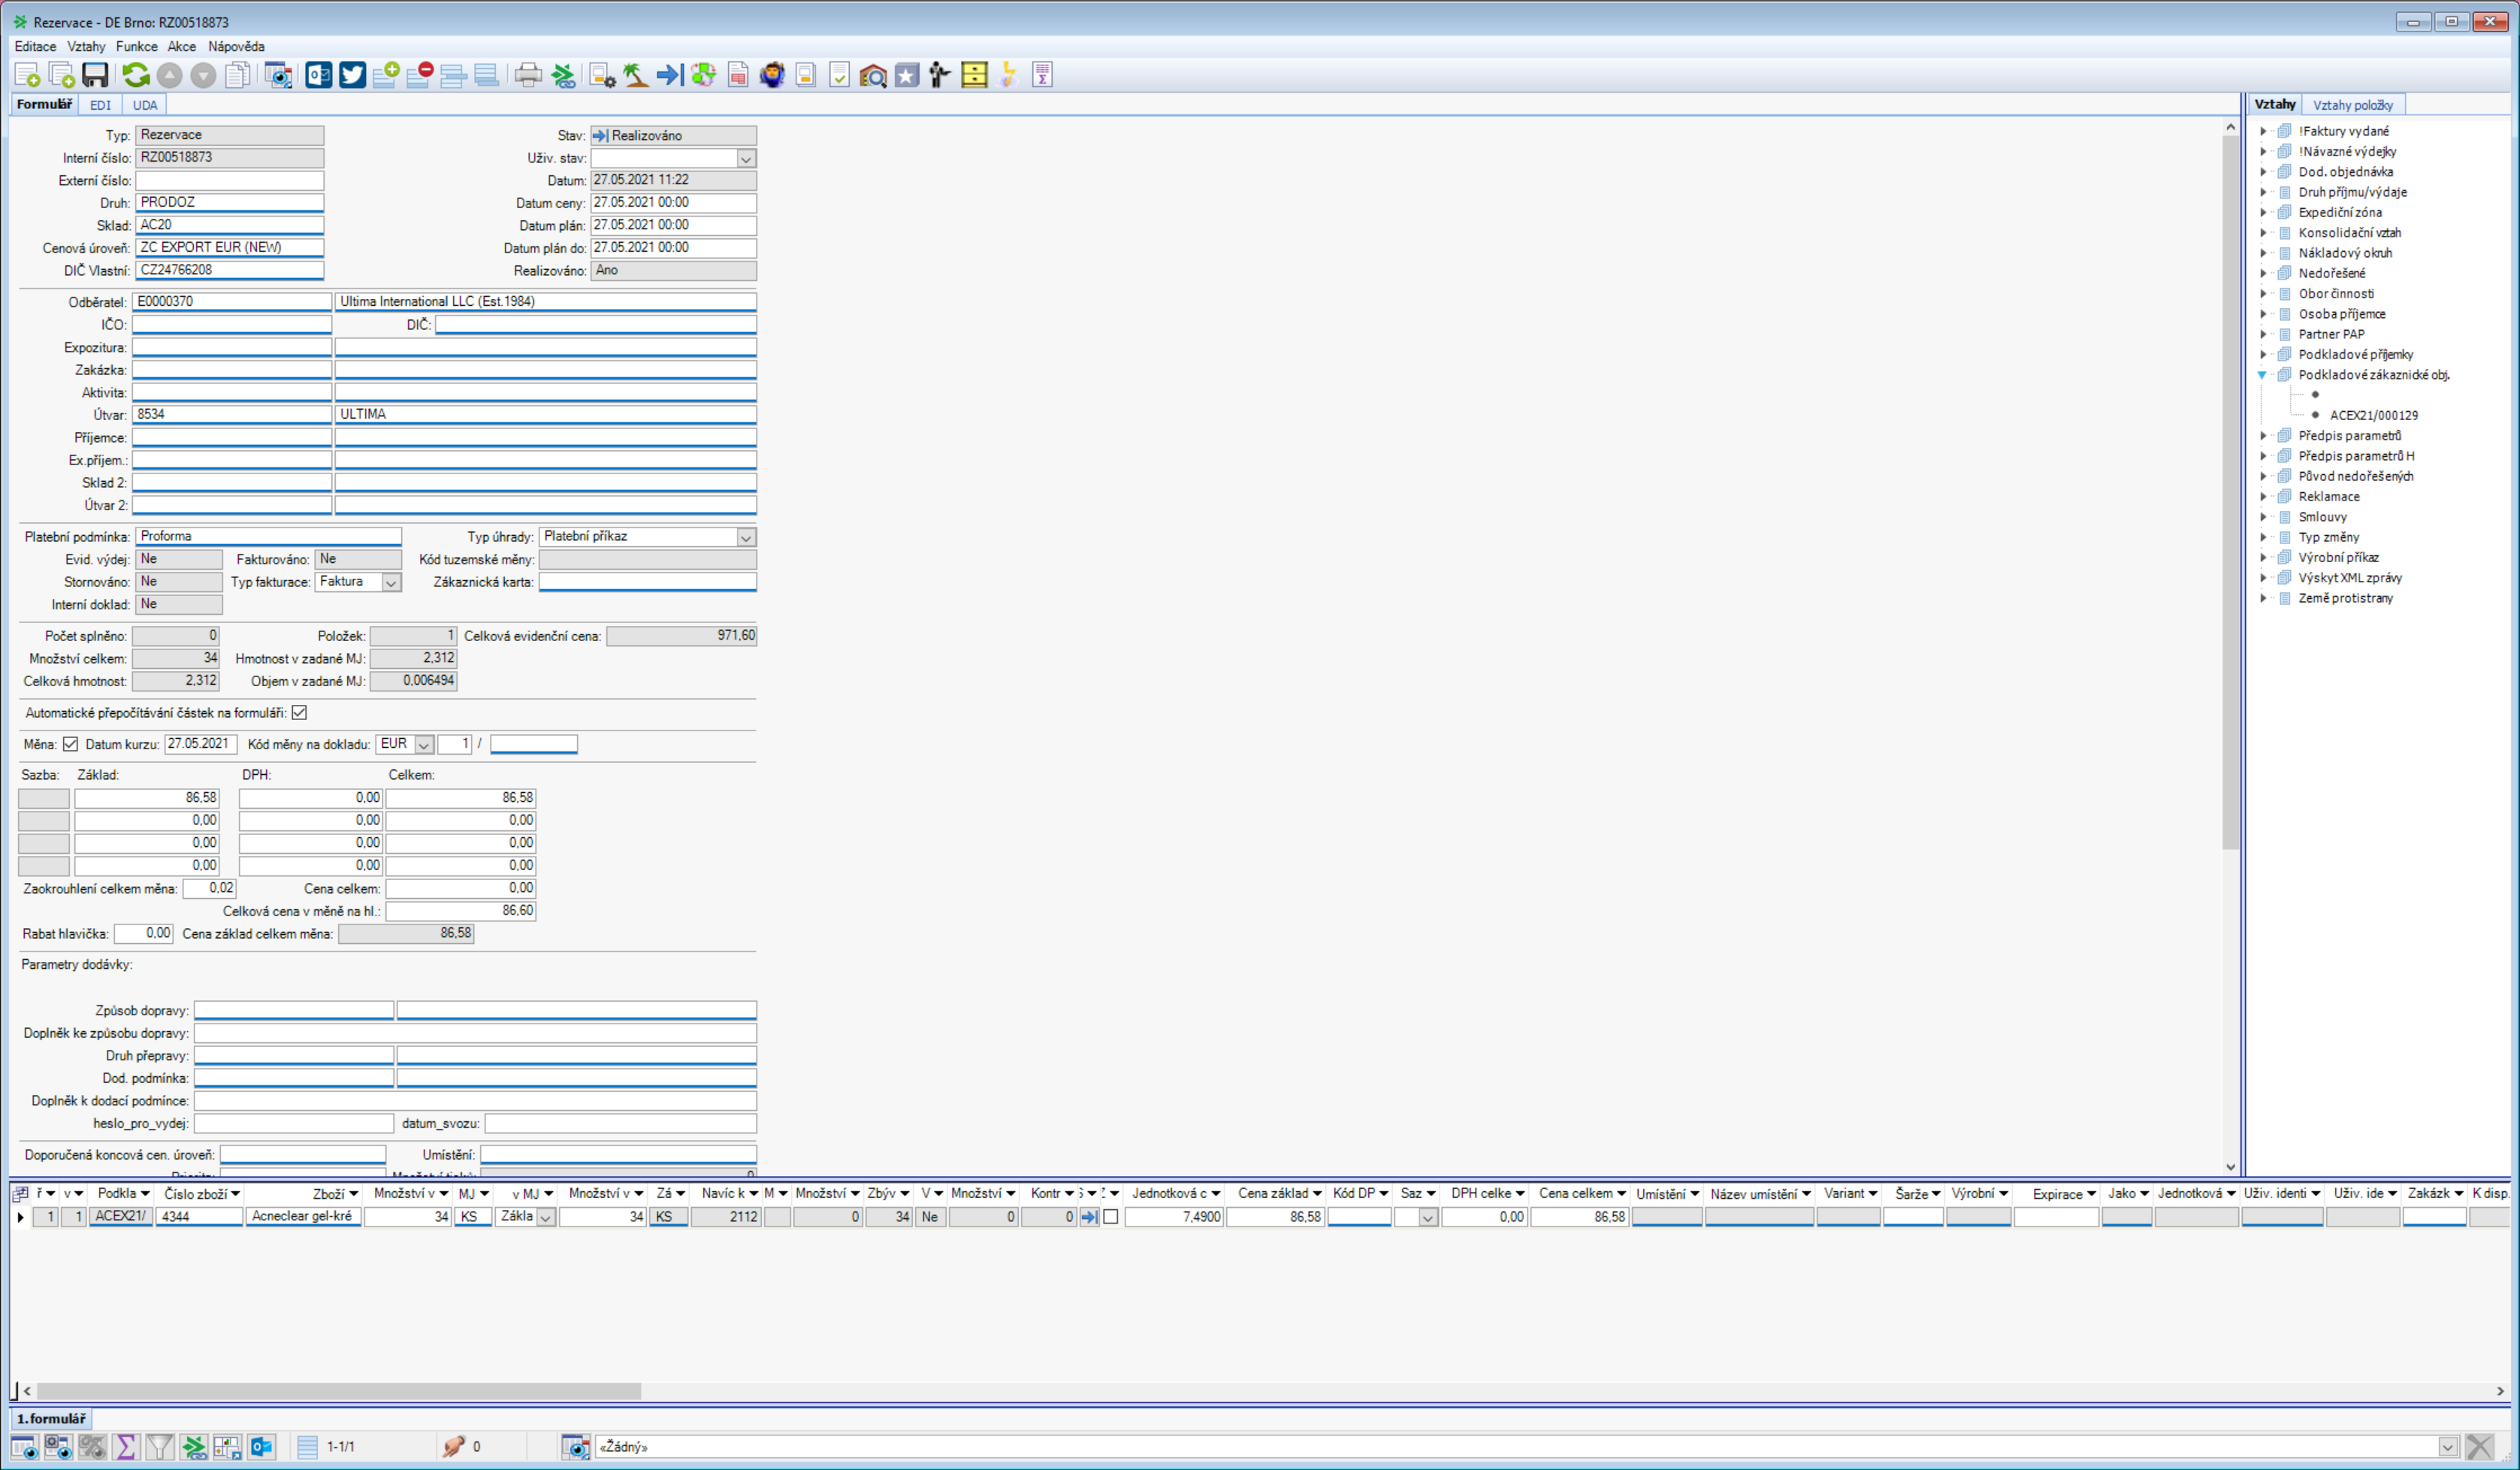 Rezervace - DE Brno: RZ00518873
Editace Vztahy Funkce Akce Nápověda
Formulář EDI UDA
Typ: Rezervace Stav: Realizováno
Interní číslo: RZ00518873 Uživ. stav:
Externí číslo: Datum: 27.05.2021 11:22
Druh: PRODOZ Datum ceny: 27.05.2021 00:00
Sklad: AC20 Datum plán: 27.05.2021 00:00
Cenová úroveň: ZC EXPORT EUR (NEW) Datum plán do: 27.05.2021 00:00
DIČ Vlastní: CZ24766208 Realizováno: Ano
Odběratel: E0000370 Ultima International LLC (Est.1984)
IČO: DIČ:
Expozitura:
Zakázka:
Aktivita:
Útvar: 8534 ULTIMA
Příjemce:
Ex.příjem.:
Sklad 2:
Útvar 2:
Platební podmínka: Proforma Typ úhrady: Platební příkaz
Evid. výdej: Ne Fakturováno: Ne Kód tuzemské měny:
Stornováno: Ne Typ fakturace: Faktura Zákaznická karta:
Interní doklad: Ne
Počet splněno: 0 Položek: 1 Celková evidenční cena: 971,60
Množství celkem: 34 Hmotnost v zadané MJ: 2,312
Celková hmotnost: 2,312 Objem v zadané MJ: 0,006494
Automatické přepočítávání částek na formuláři:
Měna: Datum kurzu: 27.05.2021 Kód měny na dokladu: EUR 1 /
Sazba: Základ: DPH: Celkem:
86,58 0,00 86,58
0,00 0,00 0,00
0,00 0,00 0,00
0,00 0,00 0,00
Zaokrouhlení celkem měna: 0,02 Cena celkem: 0,00
Celková cena v měně na hl.: 86,60
Rabat hlavička: 0,00 Cena základ celkem měna: 86,58
Parametry dodávky:
Způsob dopravy:
Doplněk ke způsobu dopravy:
Druh přepravy:
Dod. podmínka:
Doplněk k dodací podmínce:
heslo_pro_vydej: datum_svozu:
Doporučená koncová cen. úroveň: Umístění:
Vztahy Vztahy položky
!Faktury vydané
!Návazné výdejky
Dod. objednávka
Druh příjmu/výdaje
Expediční zóna
Konsolidační vztah
Nákladový okruh
Nedořešené
Obor činnosti
Osoba příjemce
Partner PAP
Podkladové příjemky
Podkladové zákaznické obj.
ACEX21/000129
Předpis parametrů
Předpis parametrů H
Původ nedořešených
Reklamace
Smlouvy
Typ změny
Výrobní příkaz
Výskyt XML zprávy
Země protistrany
ř v Podkla Číslo zboží Zboží Množství v MJ v MJ Množství v Zá Navíc k M Množství Zbýv V Množství Kontr Jednotková c Cena základ Kód DP Saz DPH celke Cena celkem Umístění Název umístění Variant Šarže Výrobní Expirace Jako Jednotková Uživ. identi Uživ. ide Zakázk K disp.
1 1 ACEX21/ 4344 Acneclear gel-kré 34 KS Zákla 34 KS 2112 0 34 Ne 0 0 7,4900 86,58 0,00 86,58
1.formulář
1-1/1 0 «Žádný»